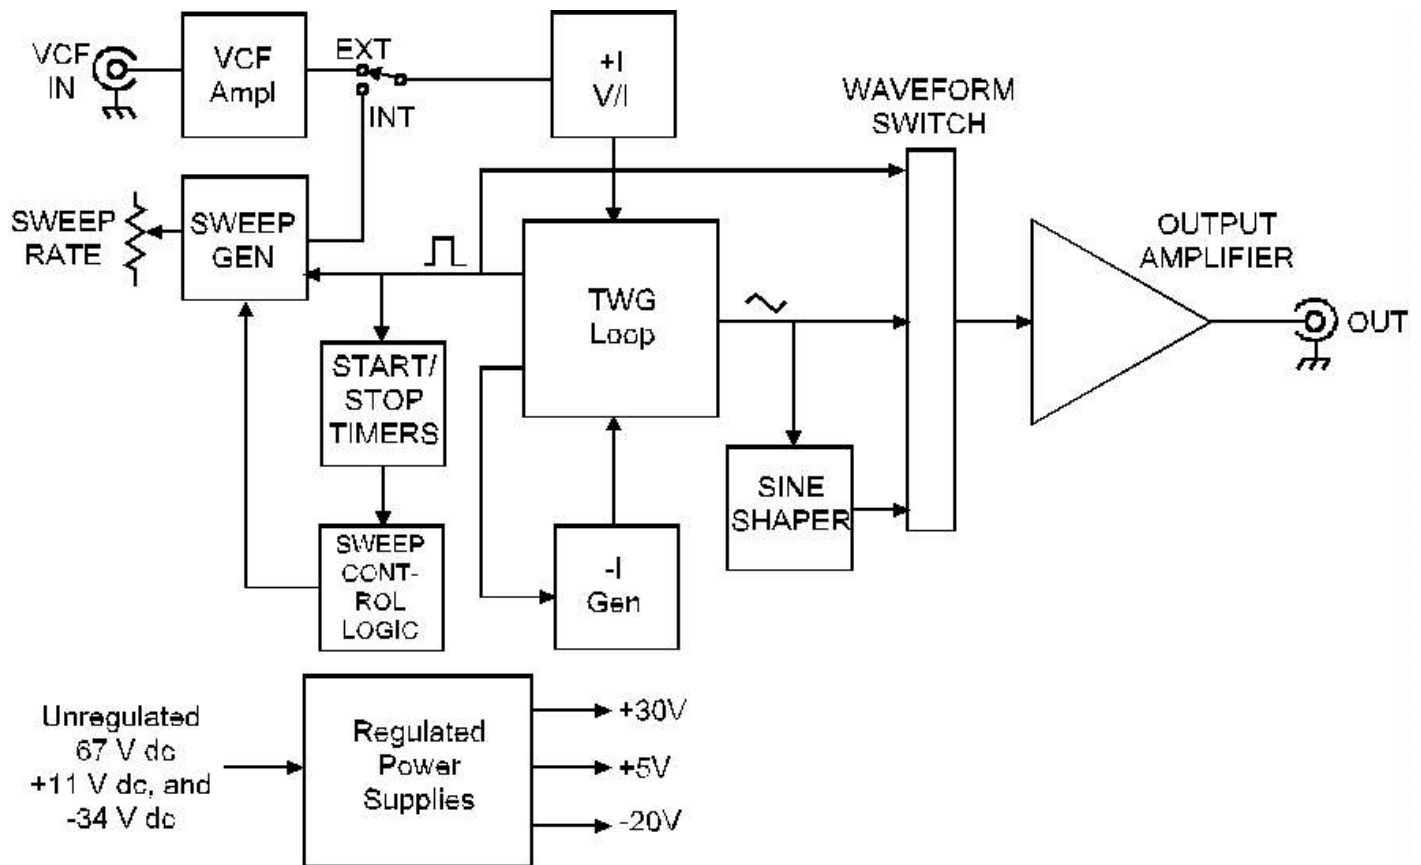 VCF
IN
VCF
Ampl
EXT
INT
+I
V/I
WAVEFORM
SWITCH
SWEEP
RATE
SWEEP
GEN
TWG
Loop
OUTPUT
AMPLIFIER
OUT
START/
STOP
TIMERS
SINE
SHAPER
SWEEP
CONT-
ROL
LOGIC
-I
Gen
Unregulated
67 V dc
+11 V dc, and
-34 V dc
Regulated
Power
Supplies
+30V
+5V
-20V